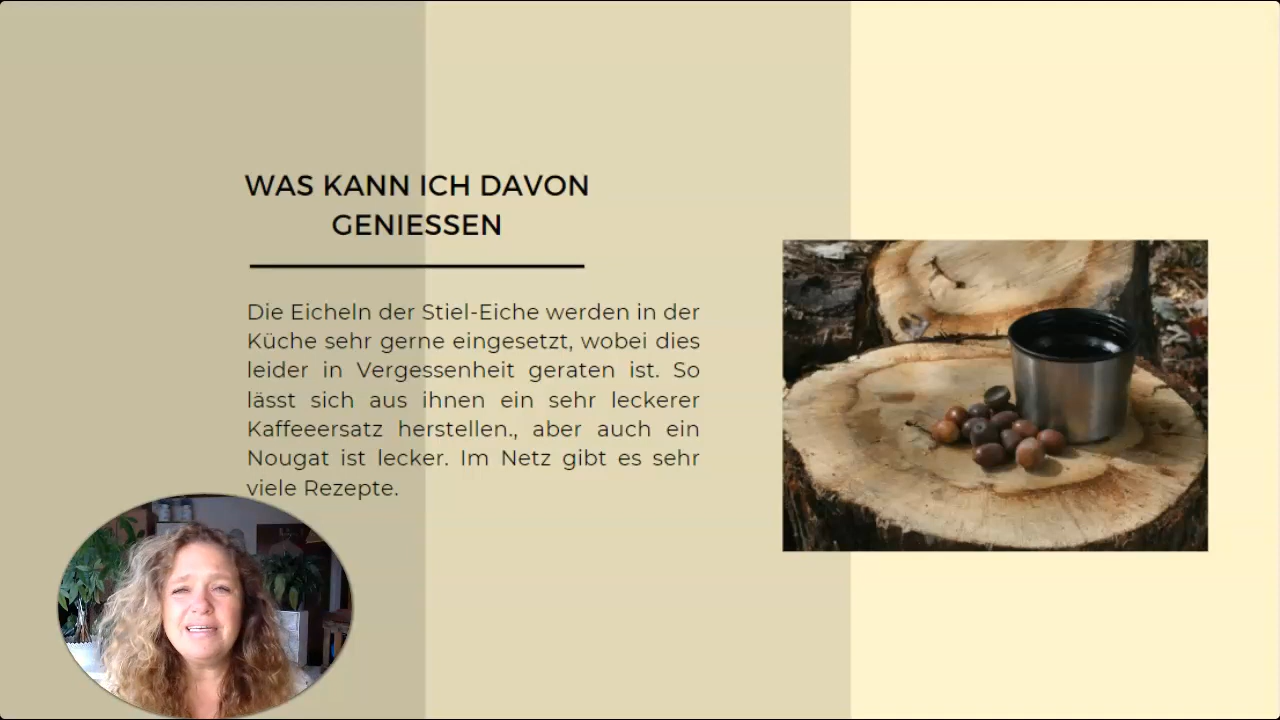 WAS KANN ICH DAVON
GENIESSEN
Die Eicheln der Stiel-Eiche werden in der
Küche sehr gerne eingesetzt, wobei dies
leider in Vergessenheit geraten ist. So
lässt sich aus ihnen ein sehr leckerer
Kaffeeersatz herstellen., aber auch ein
Nougat ist lecker. Im Netz gibt es sehr
viele Rezepte.